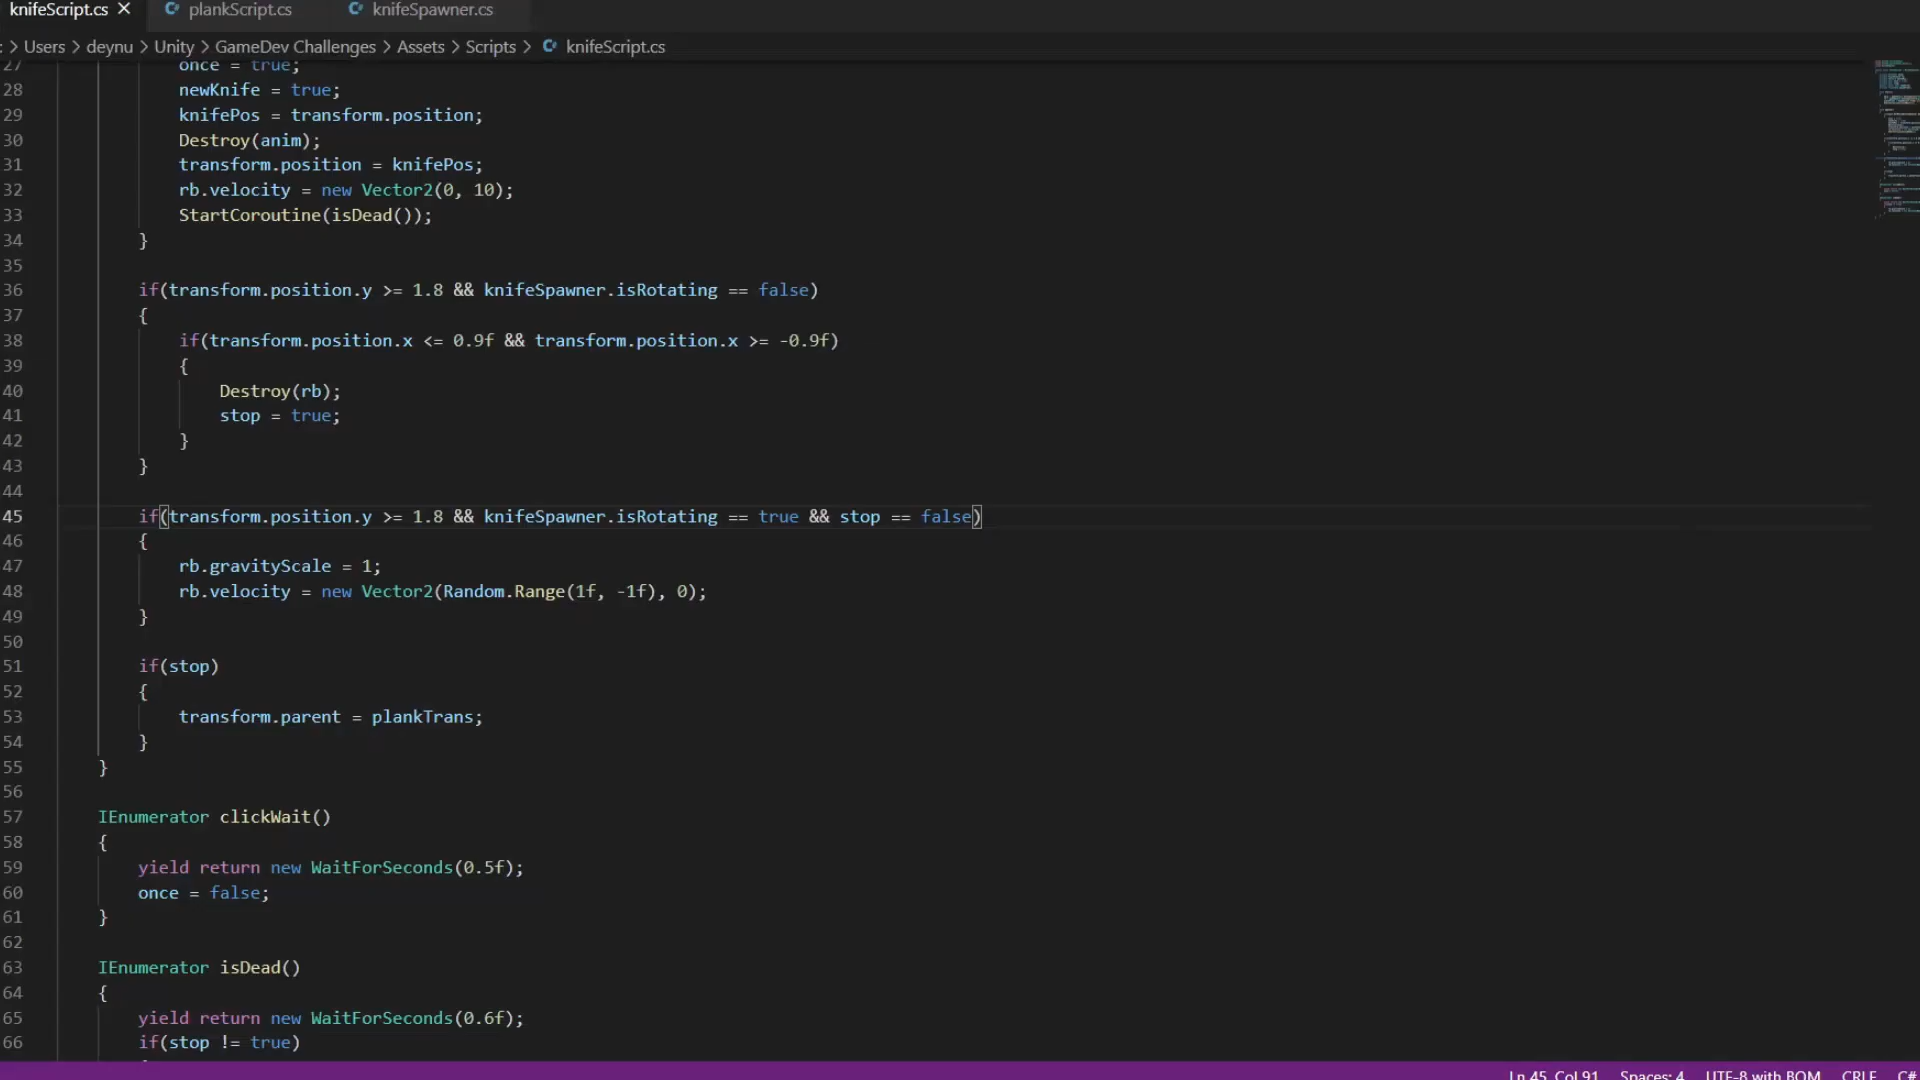 knifeScript.cs plankScript.cs knifeSpawner.cs
: > Users > deynu > Unity > GameDev Challenges > Assets > Scripts > knifeScript.cs
27 once = true;
28 newKnife = true;
29 knifePos = transform.position;
30 Destroy(anim);
31 transform.position = knifePos;
32 rb.velocity = new Vector2(0, 10);
33 StartCoroutine(isDead());
34 }
35
36 if(transform.position.y >= 1.8 && knifeSpawner.isRotating == false)
37 {
38 if(transform.position.x <= 0.9f && transform.position.x >= -0.9f)
39 {
40 Destroy(rb);
41 stop = true;
42 }
43 }
44
45 if(transform.position.y >= 1.8 && knifeSpawner.isRotating == true && stop == false)
46 {
47 rb.gravityScale = 1;
48 rb.velocity = new Vector2(Random.Range(1f, -1f), 0);
49 }
50
51 if(stop)
52 {
53 transform.parent = plankTrans;
54 }
55 }
56
57 IEnumerator clickWait()
58 {
59 yield return new WaitForSeconds(0.5f);
60 once = false;
61 }
62
63 IEnumerator isDead()
64 {
65 yield return new WaitForSeconds(0.6f);
66 if(stop != true)
Ln 45, Col 91 Spaces: 4 UTF-8 with BOM CRLF C#